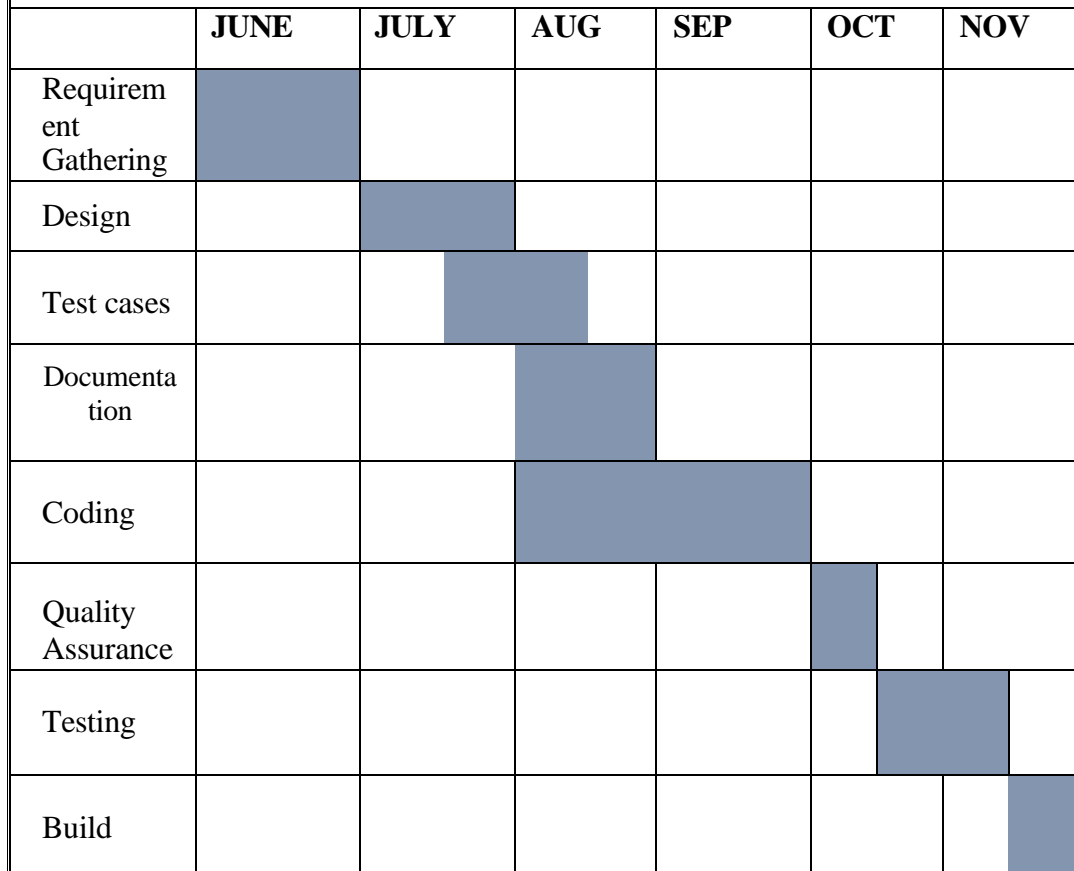 JUNE JULY AUG SEP OCT NOV
Requirem
ent
Gathering
Design
Test cases
Documenta
tion
Coding
Quality
Assurance
Testing
Build